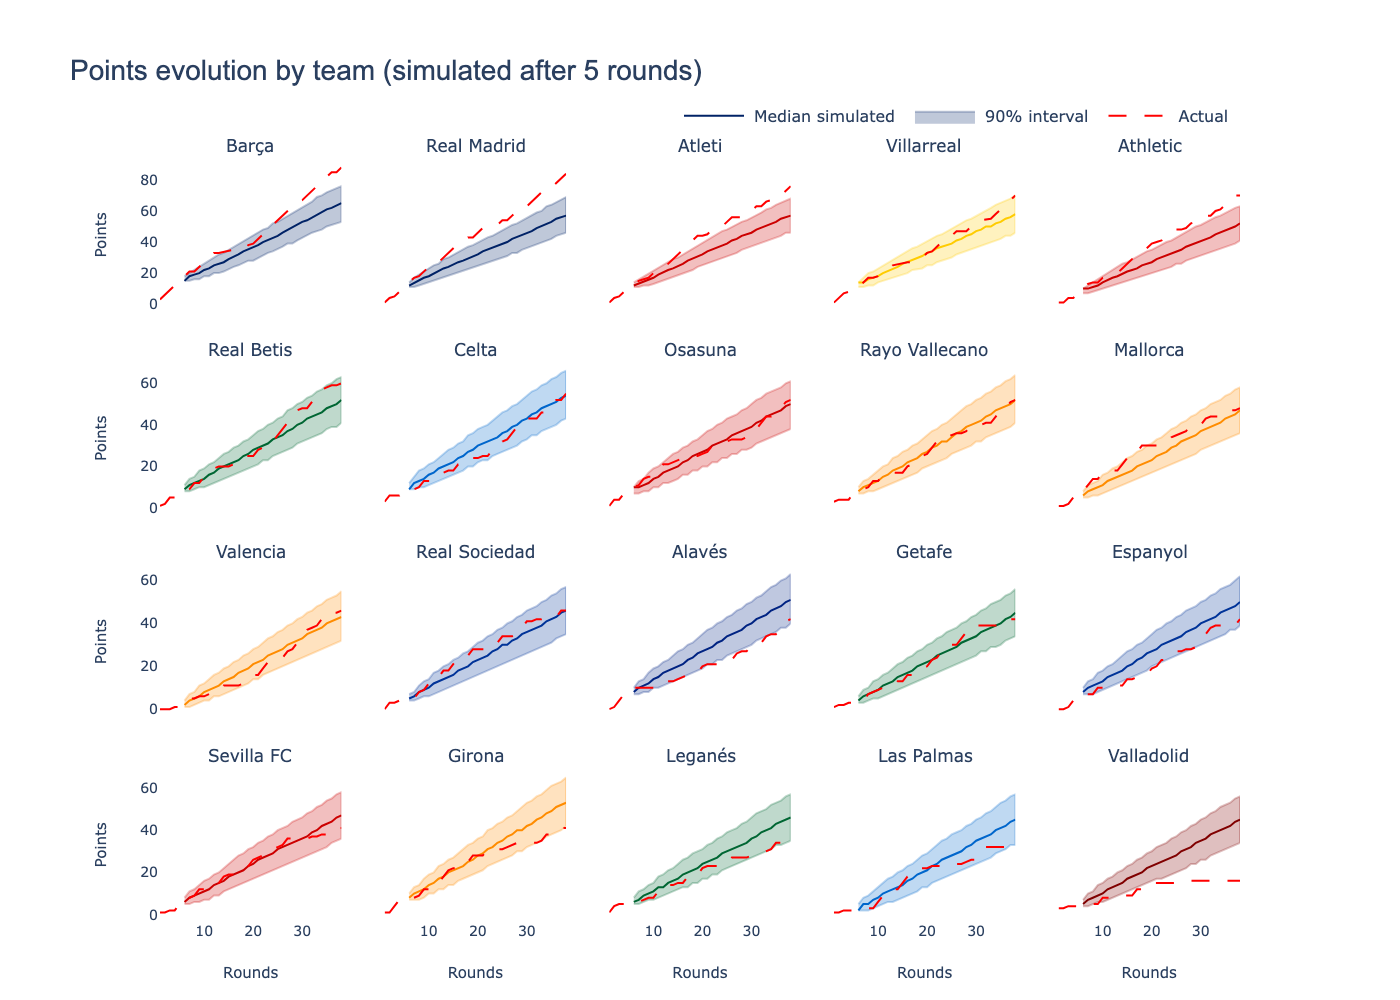 Points evolution by team (simulated after 5 rounds)
Median simulated 90% interval Actual
Barça Real Madrid Atleti Villarreal Athletic
80
60
40
20
0
Points
Real Betis Celta Osasuna Rayo Vallecano Mallorca
60
40
20
0
Points
Valencia Real Sociedad Alavés Getafe Espanyol
60
40
20
0
Points
Sevilla FC Girona Leganés Las Palmas Valladolid
60
40
20
0
Points
10 20 30 10 20 30 10 20 30 10 20 30 10 20 30
Rounds Rounds Rounds Rounds Rounds